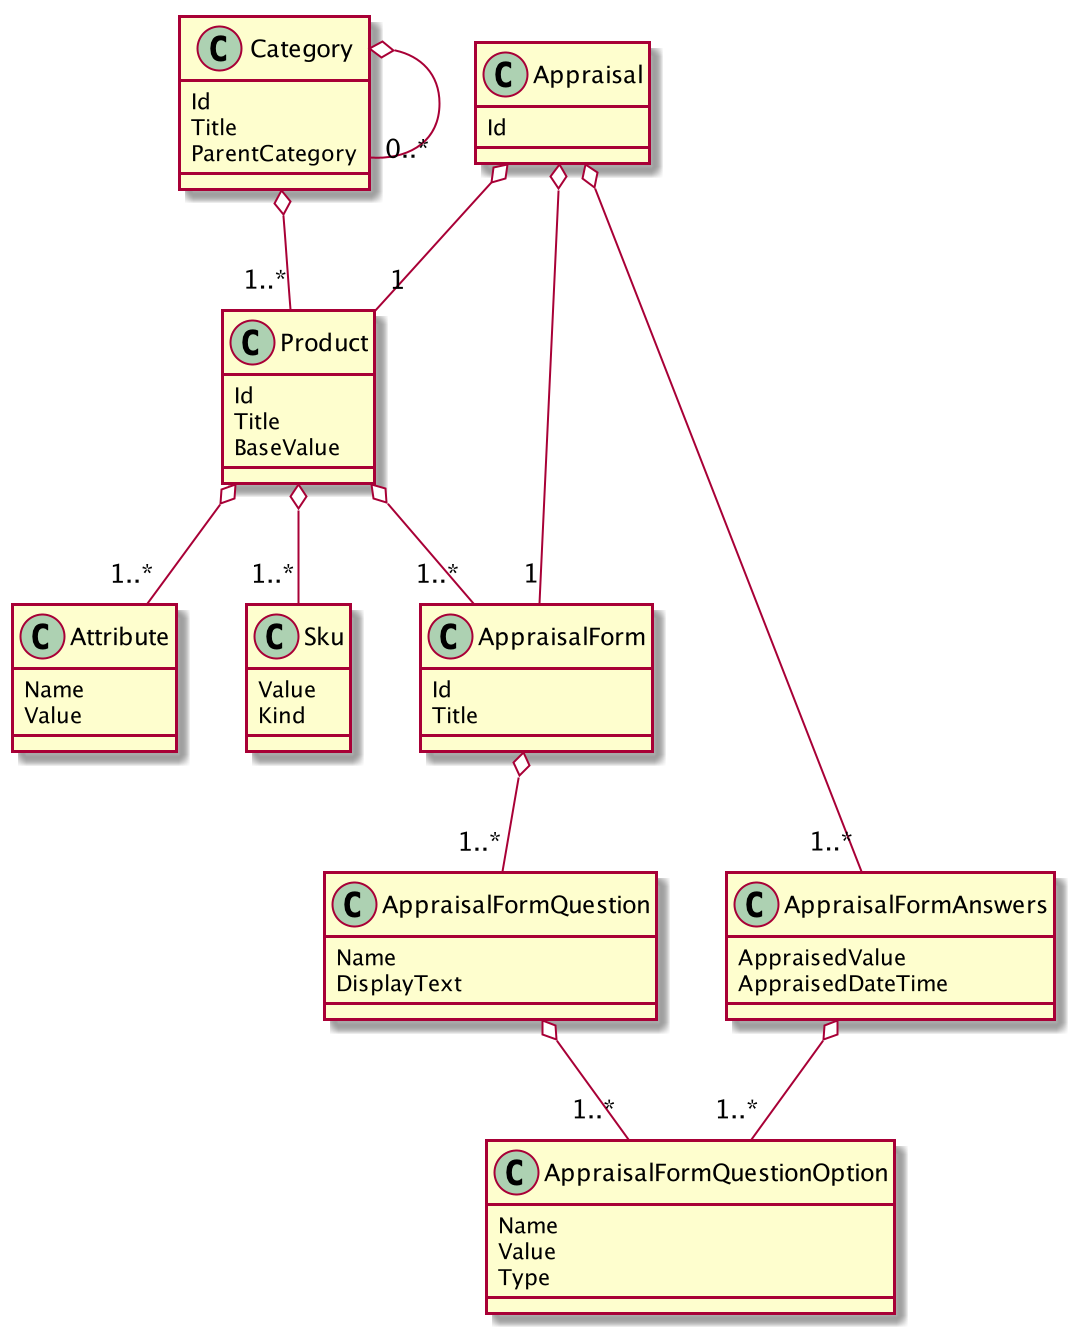 C Category
Id
Title
ParentCategory
0..*
C Appraisal
Id
1..*
1
C Product
Id
Title
BaseValue
1..*
1..*
1..*
1
C Attribute
Name
Value
C Sku
Value
Kind
C AppraisalForm
Id
Title
1..*
1..*
C AppraisalFormQuestion
Name
DisplayText
C AppraisalFormAnswers
AppraisedValue
AppraisedDateTime
1..*
1..*
C AppraisalFormQuestionOption
Name
Value
Type